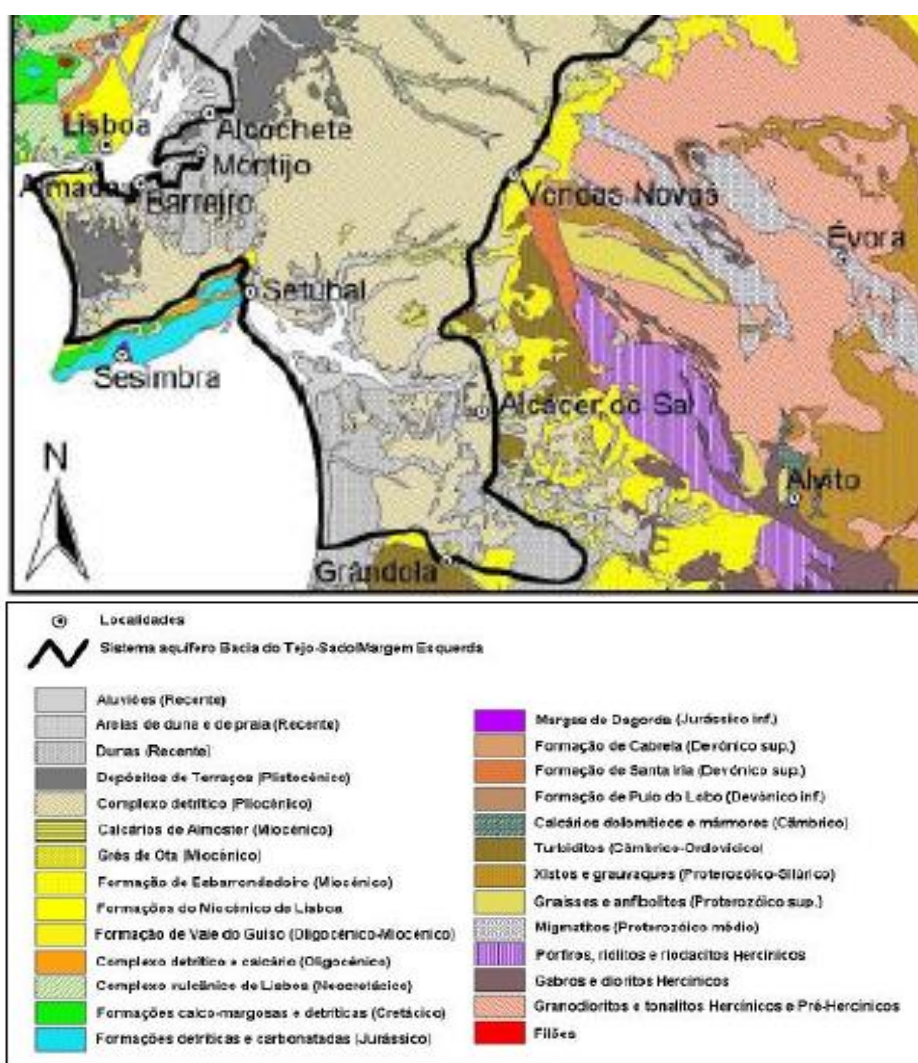 Lisboa
Alcochete
Montijo
Almada
Barreiro
Vendas Novas
Évora
Setúbal
Sesimbra
Alcácer do Sal
Alvito
N
Grândola
Localidades
Sistema aquífero Bacia do Tejo-Sado/Margem Esquerda
Aluviões (Recente)
Areias de duna e de praia (Recente)
Dunas (Recente)
Depósitos de Terraços (Plistocénico)
Complexo detrítico (Pliocénico)
Calcários de Almoster (Miocénico)
Grés de Ota (Miocénico)
Formação de Esbarrondadoiro (Miocénico)
Formações do Miocénico de Lisboa
Formação de Vale do Guiso (Oligocénico-Miocénico)
Complexo detrítico e calcário (Oligocénico)
Complexo vulcânico de Lisboa (Neocretácico)
Formações calco-margosas e detríticas (Cretácico)
Formações detríticas e carbonatadas (Jurássico)
Margas de Dagorda (Jurássico inf.)
Formação de Cabrela (Devónico sup.)
Formação de Santa Iria (Devónico sup.)
Formação de Pulo do Lobo (Devónico inf.)
Calcários dolomíticos e mármores (Câmbrico)
Turbiditos (Câmbrico-Ordovícico)
Xistos e grauvaques (Proterozóico-Silúrico)
Gnaisses e anfibolitos (Proterozóico sup.)
Migmatitos (Proterozóico médio)
Pórfiros, riólitos e riodacitos Hercínicos
Gabros e dioritos Hercínicos
Granodioritos e tonalitos Hercínicos e Pré-Hercínicos
Filões